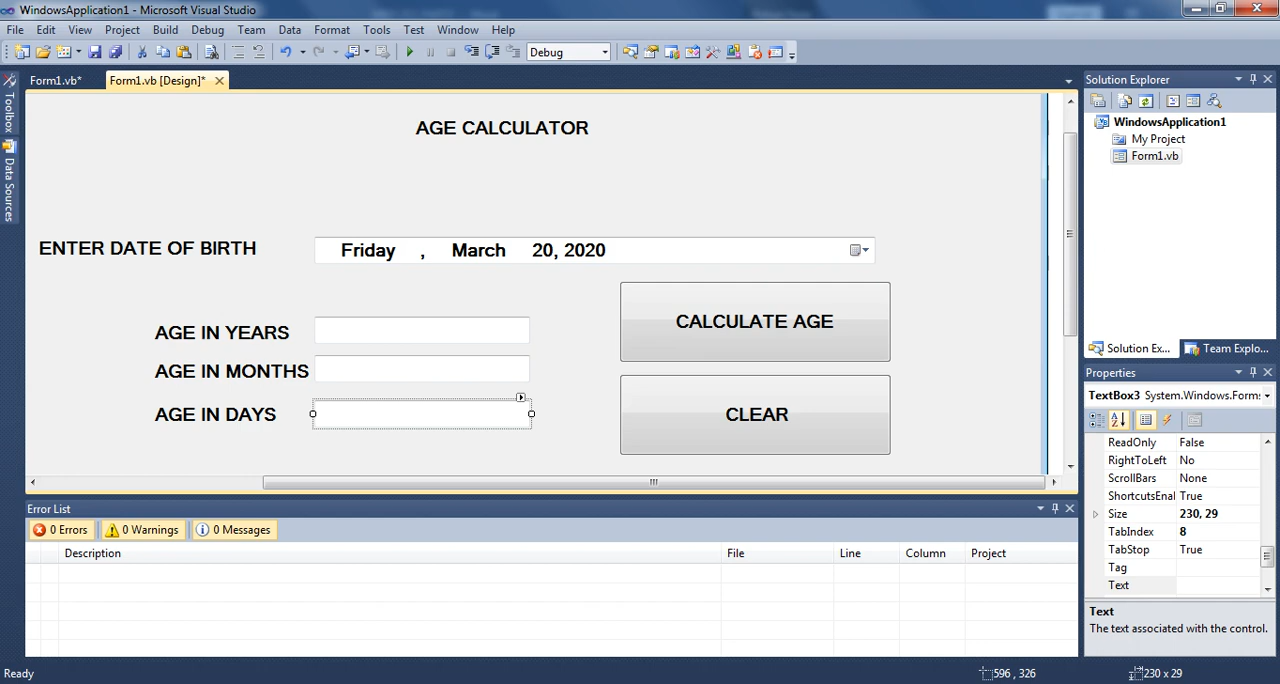 WindowsApplication1 - Microsoft Visual Studio
File Edit View Project Build Debug Team Data Format Tools Test Window Help
Debug
Form1.vb* Form1.vb [Design]*
Toolbox
Data Sources
AGE CALCULATOR
ENTER DATE OF BIRTH Friday , March 20, 2020
AGE IN YEARS
CALCULATE AGE
AGE IN MONTHS
AGE IN DAYS
CLEAR
Error List
0 Errors 0 Warnings 0 Messages
Description File Line Column Project
Solution Explorer
WindowsApplication1
My Project
Form1.vb
Solution Ex... Team Explo...
Properties
TextBox3 System.Windows.Form:
ReadOnly False
RightToLeft No
ScrollBars None
ShortcutsEnal True
Size 230, 29
TabIndex 8
TabStop True
Tag
Text
Text
The text associated with the control.
Ready 596 , 326 230 x 29